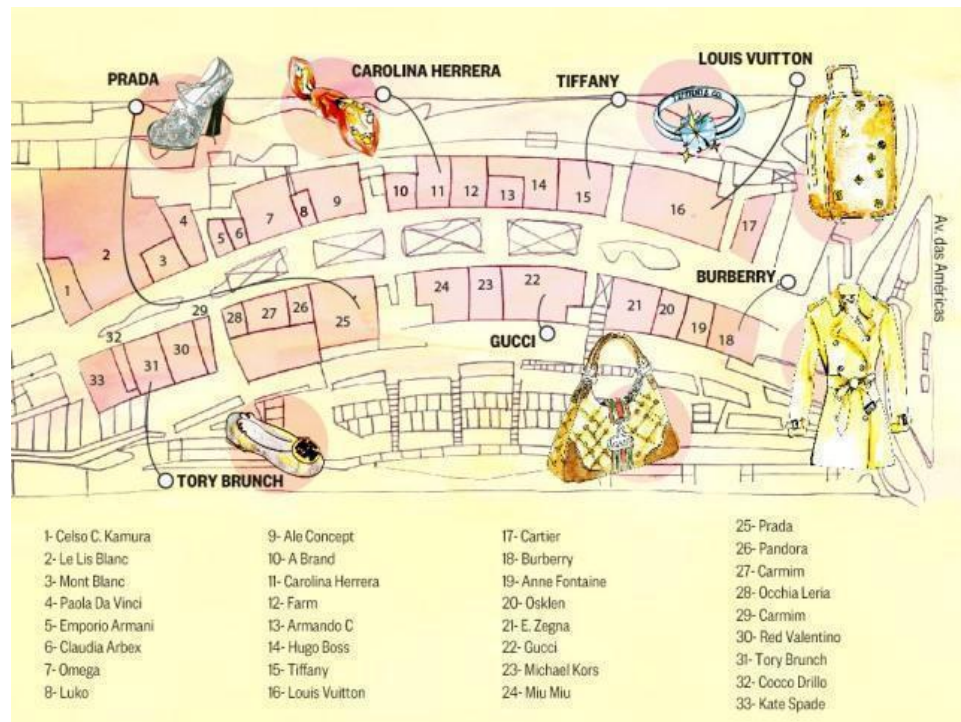 PRADA
CAROLINA HERRERA
TIFFANY
LOUIS VUITTON
TIFFANY & CO.
1
2
3
4
5
6
7
8
9
10
11
12
13
14
15
16
17
Av. das Américas
BURBERRY
GUCCI
33
32
31
30
29
28
27
26
25
24
23
22
21
20
19
18
TORY BRUNCH
1- Celso C. Kamura
2- Le Lis Blanc
3- Mont Blanc
4- Paola Da Vinci
5- Emporio Armani
6- Claudia Arbex
7- Omega
8- Luko
9- Ale Concept
10- A Brand
11- Carolina Herrera
12- Farm
13- Armando C
14- Hugo Boss
15- Tiffany
16- Louis Vuitton
17- Cartier
18- Burberry
19- Anne Fontaine
20- Osklen
21- E. Zegna
22- Gucci
23- Michael Kors
24- Miu Miu
25- Prada
26- Pandora
27- Carmim
28- Occhia Leria
29- Carmim
30- Red Valentino
31- Tory Brunch
32- Cocco Drillo
33- Kate Spade